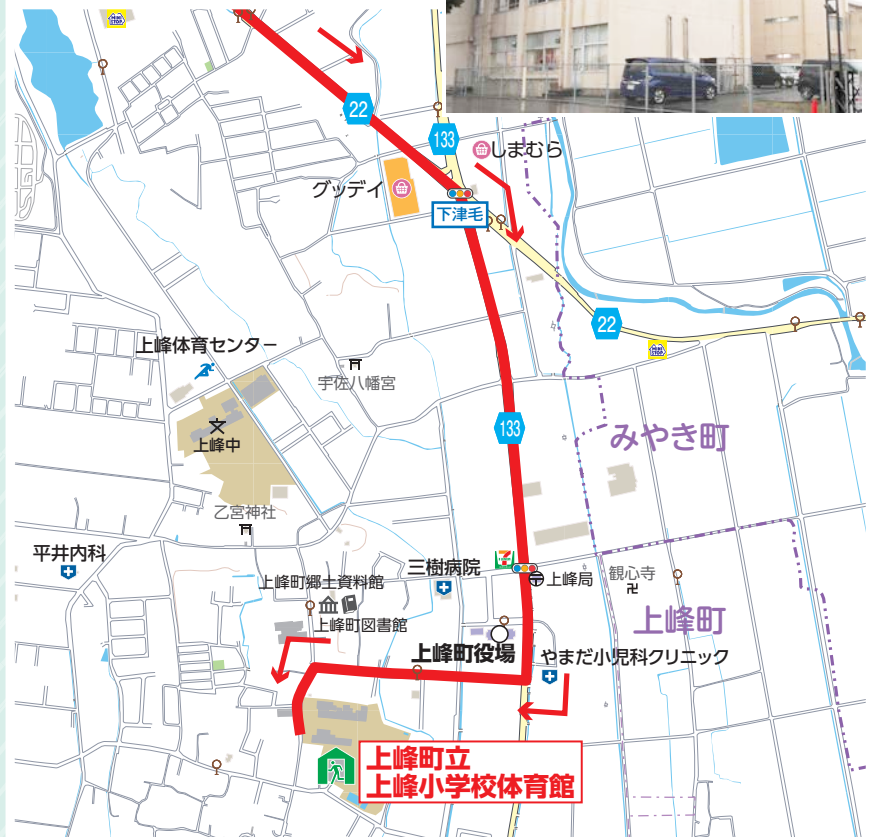 22
133
しまむら
グッデイ
下津毛
22
上峰体育センター
宇佐八幡宮
133
みやき町
上峰中
乙宮神社
平井内科
三樹病院
上峰局
観心寺
上峰町郷土資料館
上峰町図書館
上峰町
上峰町役場
やまだ小児科クリニック
上峰町立
上峰小学校体育館